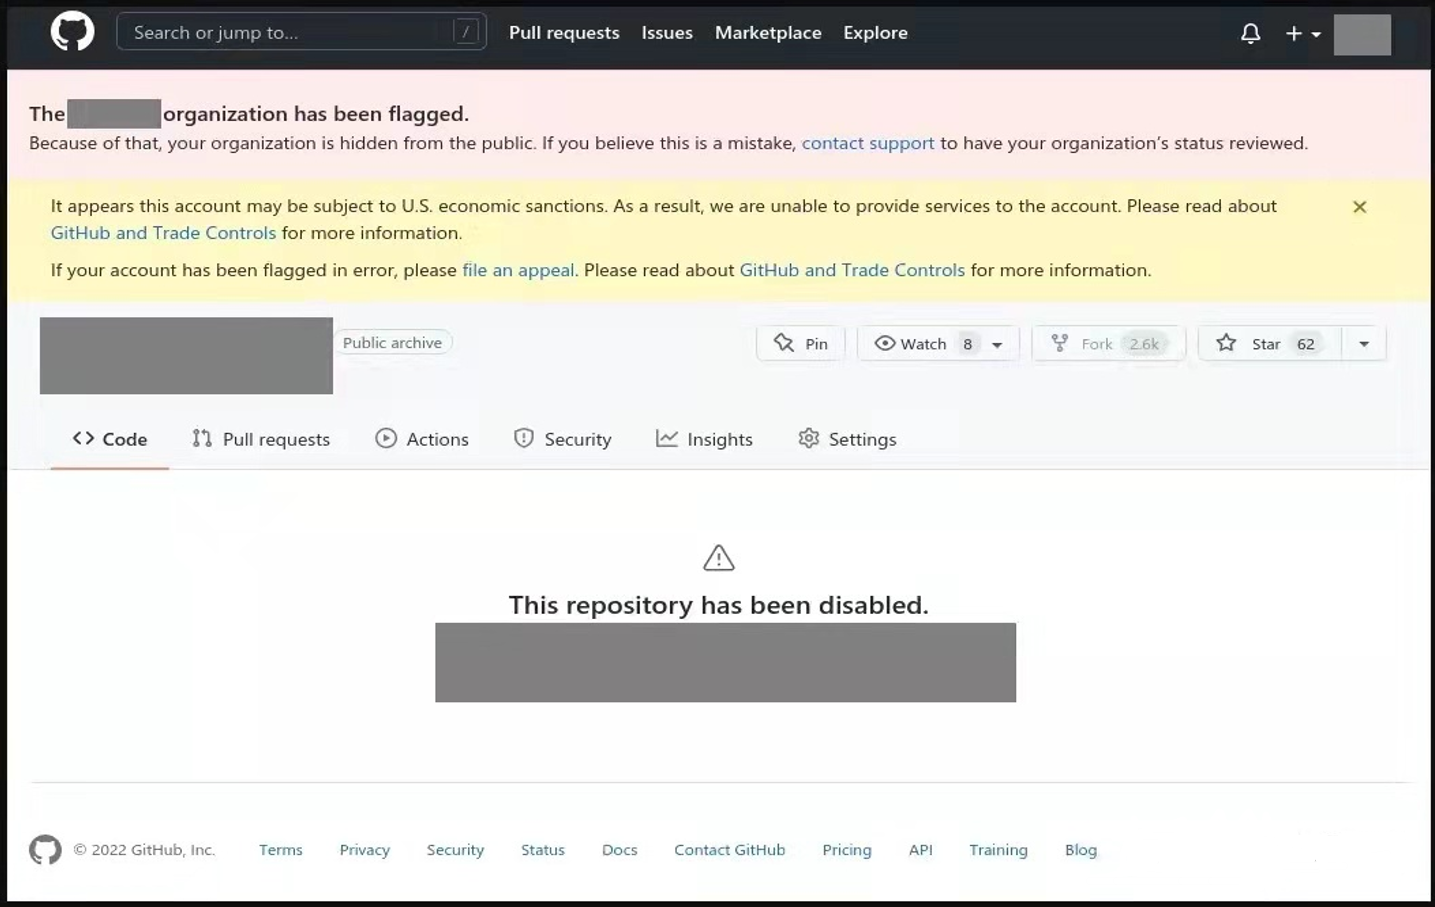 Search or jump to... / Pull requests Issues Marketplace Explore
The organization has been flagged.
Because of that, your organization is hidden from the public. If you believe this is a mistake, contact support to have your organization's status reviewed.
It appears this account may be subject to U.S. economic sanctions. As a result, we are unable to provide services to the account. Please read about
GitHub and Trade Controls for more information.
If your account has been flagged in error, please file an appeal. Please read about GitHub and Trade Controls for more information.
Public archive Pin Watch 8 Fork 2.6k Star 62
Code Pull requests Actions Security Insights Settings
This repository has been disabled.
© 2022 GitHub, Inc. Terms Privacy Security Status Docs Contact GitHub Pricing API Training Blog